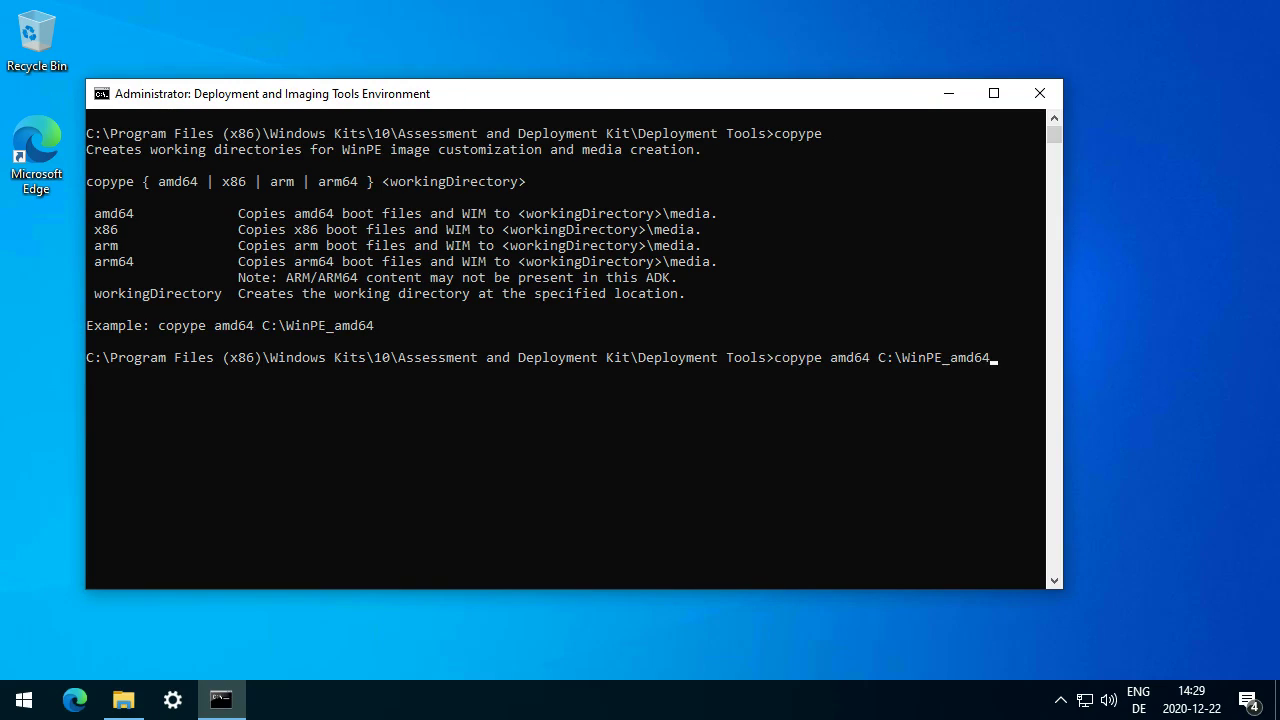 Recycle Bin
Microsoft
Edge
Administrator: Deployment and Imaging Tools Environment
C:\Program Files (x86)\Windows Kits\10\Assessment and Deployment Kit\Deployment Tools>copype
Creates working directories for WinPE image customization and media creation.
copype { amd64 | x86 | arm | arm64 } <workingDirectory>
amd64 Copies amd64 boot files and WIM to <workingDirectory>\media.
x86 Copies x86 boot files and WIM to <workingDirectory>\media.
arm Copies arm boot files and WIM to <workingDirectory>\media.
arm64 Copies arm64 boot files and WIM to <workingDirectory>\media.
Note: ARM/ARM64 content may not be present in this ADK.
workingDirectory Creates the working directory at the specified location.
Example: copype amd64 C:\WinPE_amd64
C:\Program Files (x86)\Windows Kits\10\Assessment and Deployment Kit\Deployment Tools>copype amd64 C:\WinPE_amd64
ENG 14:29
DE 2020-12-22
4